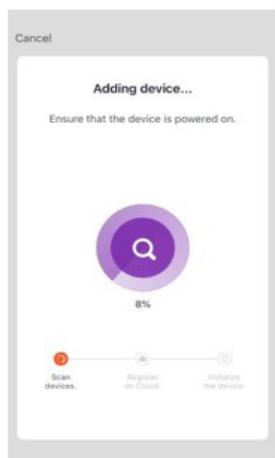 Cancel
Adding device...
Ensure that the device is powered on.
8%
Scan
devices.
Register
on Cloud.
Initialize
the device.